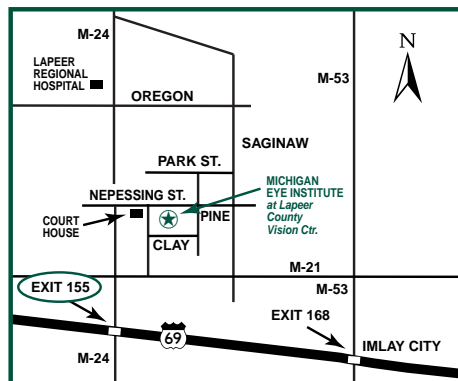 M-24
N
LAPEER
REGIONAL
HOSPITAL
M-53
OREGON
SAGINAW
PARK ST.
NEPESSING ST.
MICHIGAN
EYE INSTITUTE
at Lapeer
County
Vision Ctr.
COURT
HOUSE
PINE
CLAY
M-21
EXIT 155
M-53
EXIT 168
69
IMLAY CITY
M-24